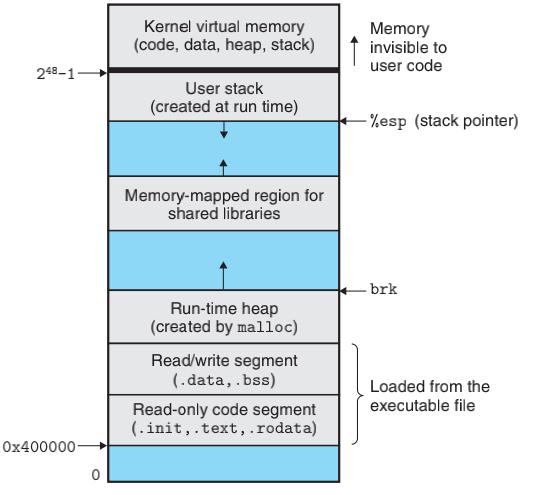 Kernel virtual memory
(code, data, heap, stack)
Memory
invisible to
user code
2⁴⁸−1
User stack
(created at run time)
%esp (stack pointer)
Memory-mapped region for
shared libraries
brk
Run-time heap
(created by malloc)
Read/write segment
(.data,.bss)
Loaded from the
executable file
Read-only code segment
(.init,.text,.rodata)
0x400000
0